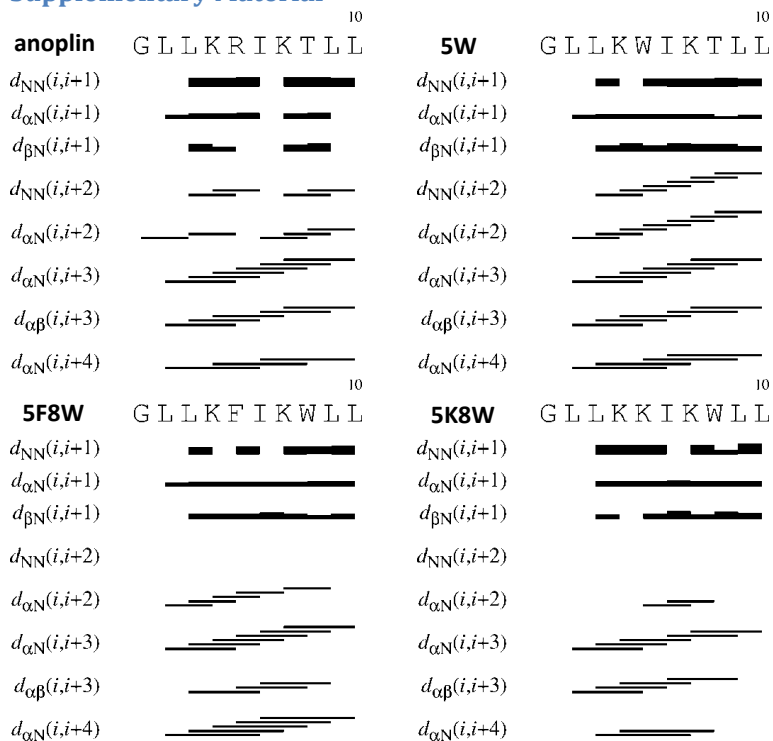 Supplementary Material
10 10
anoplin GLLKRIKTLL 5W GLLKWIKTLL
dNN(i,i+1) dNN(i,i+1)
dαN(i,i+1) dαN(i,i+1)
dβN(i,i+1) dβN(i,i+1)
dNN(i,i+2) dNN(i,i+2)
dαN(i,i+2) dαN(i,i+2)
dαN(i,i+3) dαN(i,i+3)
dαβ(i,i+3) dαβ(i,i+3)
dαN(i,i+4) dαN(i,i+4)
10 10
5F8W GLLKFIKWLL 5K8W GLLKKIKWLL
dNN(i,i+1) dNN(i,i+1)
dαN(i,i+1) dαN(i,i+1)
dβN(i,i+1) dβN(i,i+1)
dNN(i,i+2) dNN(i,i+2)
dαN(i,i+2) dαN(i,i+2)
dαN(i,i+3) dαN(i,i+3)
dαβ(i,i+3) dαβ(i,i+3)
dαN(i,i+4) dαN(i,i+4)